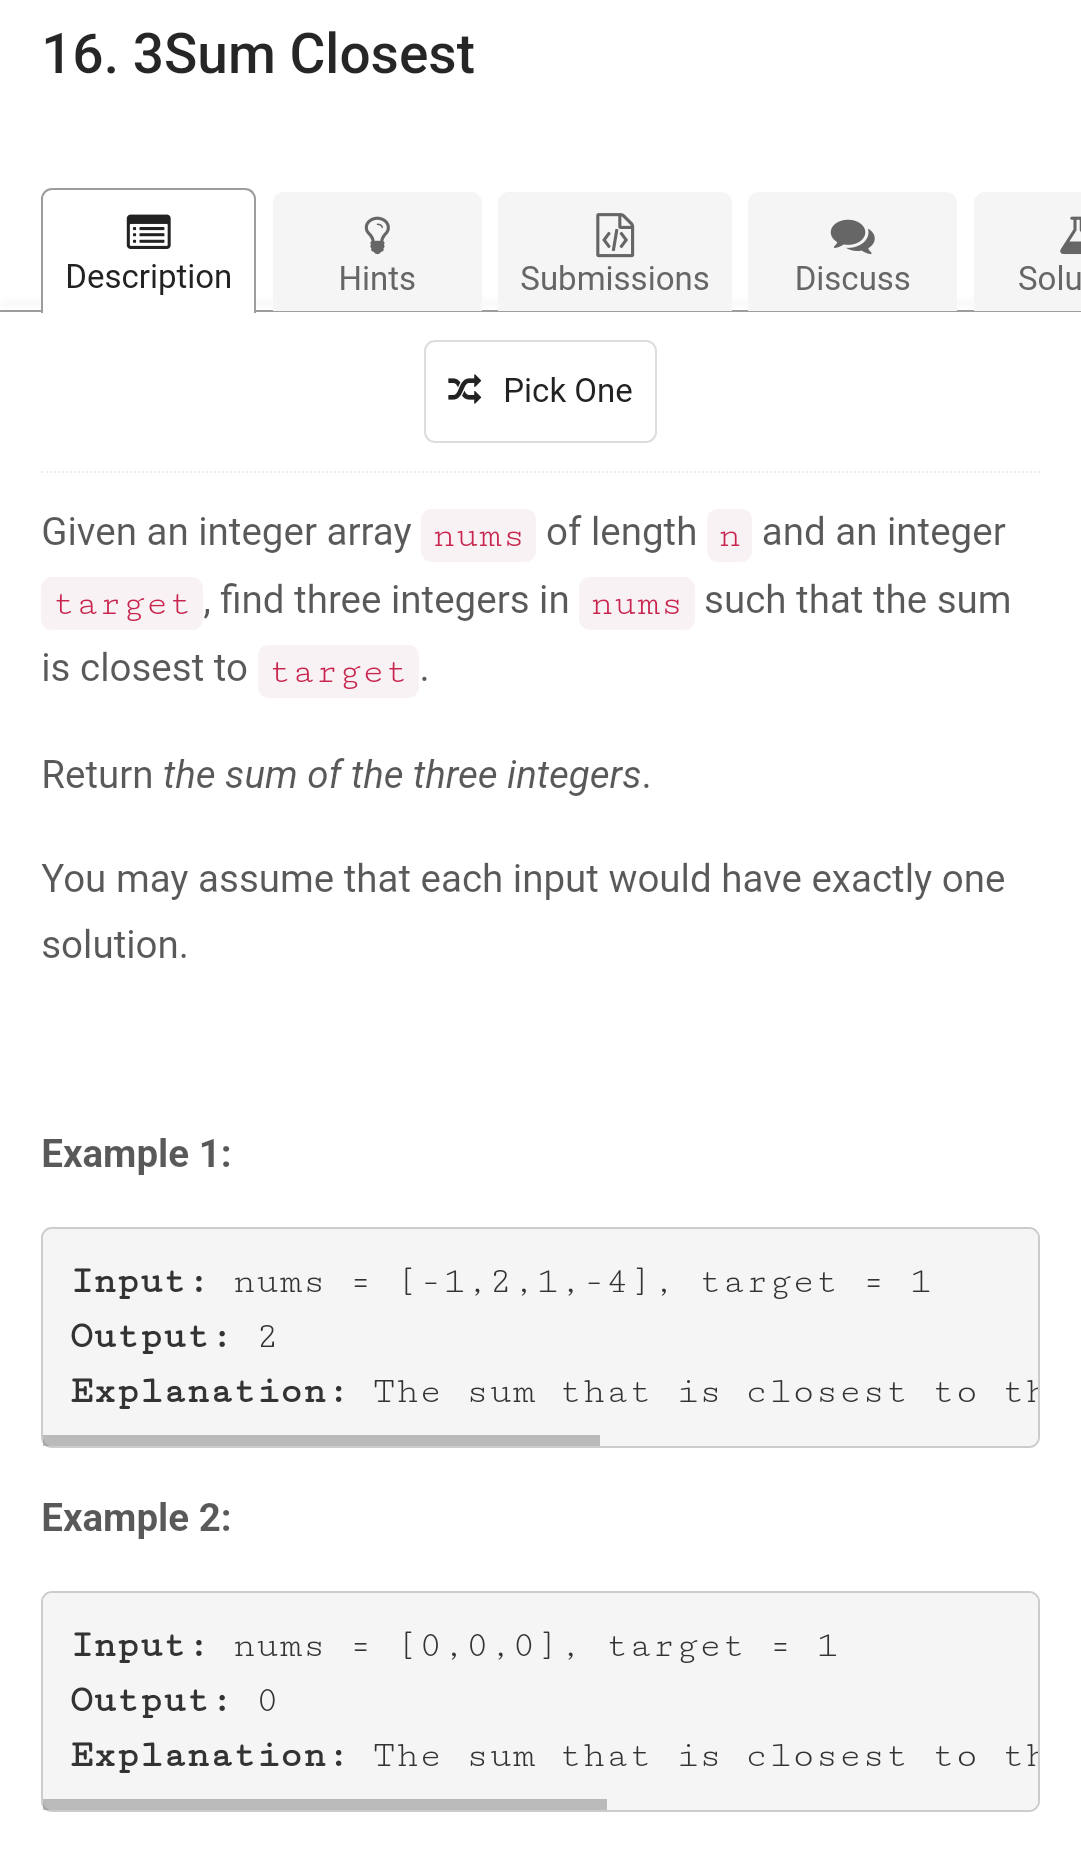 16. 3Sum Closest
Description
Hints
Submissions
Discuss
Solu
Pick One
Given an integer array nums of length n and an integer
target, find three integers in nums such that the sum
is closest to target.
Return the sum of the three integers.
You may assume that each input would have exactly one
solution.
Example 1:
Input: nums = [-1,2,1,-4], target = 1
Output: 2
Explanation: The sum that is closest to th
Example 2:
Input: nums = [0,0,0], target = 1
Output: 0
Explanation: The sum that is closest to th